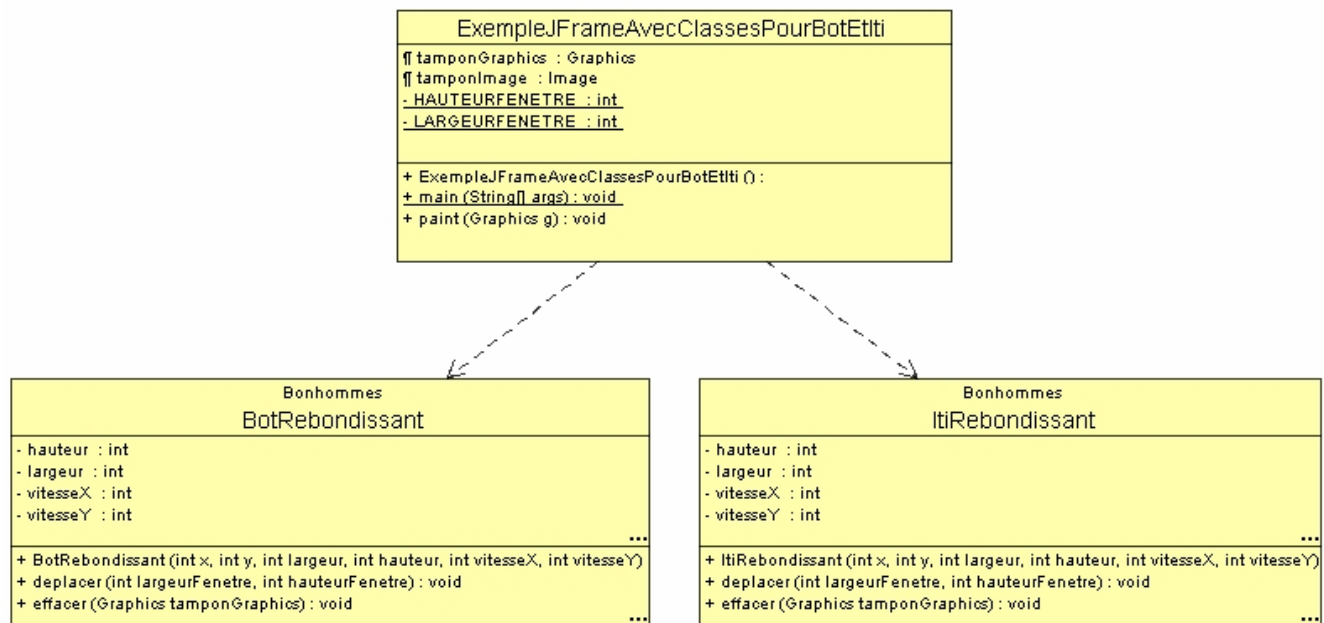 ExempleJFrameAvecClassesPourBotEtIti
¶ tamponGraphics : Graphics
¶ tamponImage : Image
- HAUTEURFENETRE : int
- LARGEURFENETRE : int
+ ExempleJFrameAvecClassesPourBotEtIti () :
+ main (String[] args) : void
+ paint (Graphics g) : void
Bonhommes
BotRebondissant
- hauteur : int
- largeur : int
- vitesseX : int
- vitesseY : int
...
+ BotRebondissant (int x, int y, int largeur, int hauteur, int vitesseX, int vitesseY)
+ deplacer (int largeurFenetre, int hauteurFenetre) : void
+ effacer (Graphics tamponGraphics) : void
...
Bonhommes
ItiRebondissant
- hauteur : int
- largeur : int
- vitesseX : int
- vitesseY : int
...
+ ItiRebondissant (int x, int y, int largeur, int hauteur, int vitesseX, int vitesseY)
+ deplacer (int largeurFenetre, int hauteurFenetre) : void
+ effacer (Graphics tamponGraphics) : void
...